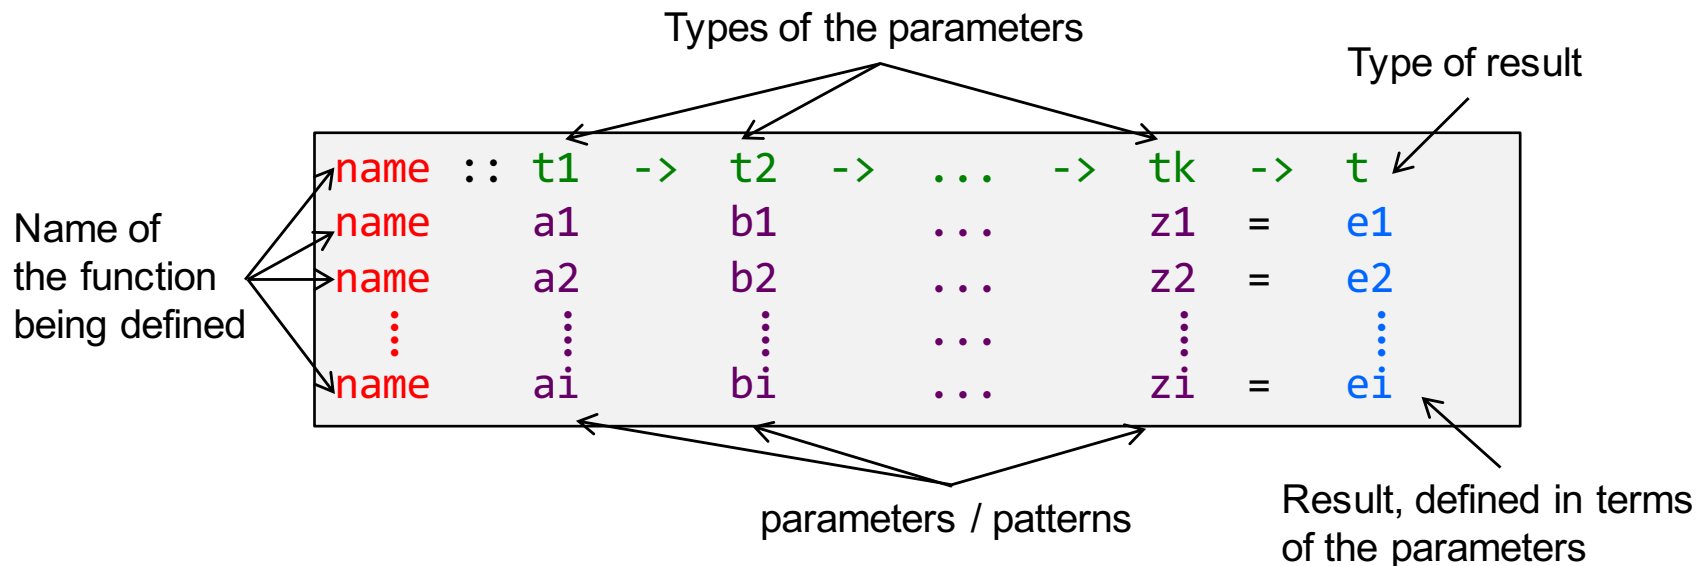 Types of the parameters
Type of result
name :: t1 -> t2 -> ... -> tk -> t
name a1 b1 ... z1 = e1
Name of
the function
being defined
name a2 b2 ... z2 = e2
...
name ai bi ... zi = ei
parameters / patterns
Result, defined in terms
of the parameters